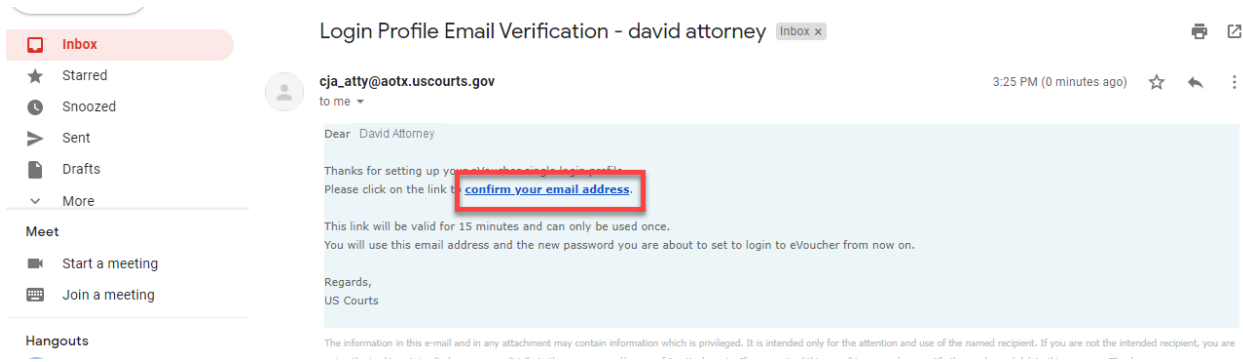 Inbox
Starred
Snoozed
Sent
Drafts
More
Meet
Start a meeting
Join a meeting
Hangouts
Login Profile Email Verification - david attorney Inbox x
cja_atty@aotx.uscourts.gov 3:25 PM (0 minutes ago)
to me
Dear David Attorney
Thanks for setting up your eVoucher single login profile.
Please click on the link to confirm your email address.
This link will be valid for 15 minutes and can only be used once.
You will use this email address and the new password you are about to set to login to eVoucher from now on.
Regards,
US Courts
The information in this e-mail and in any attachment may contain information which is privileged. It is intended only for the attention and use of the named recipient. If you are not the intended recipient, you are